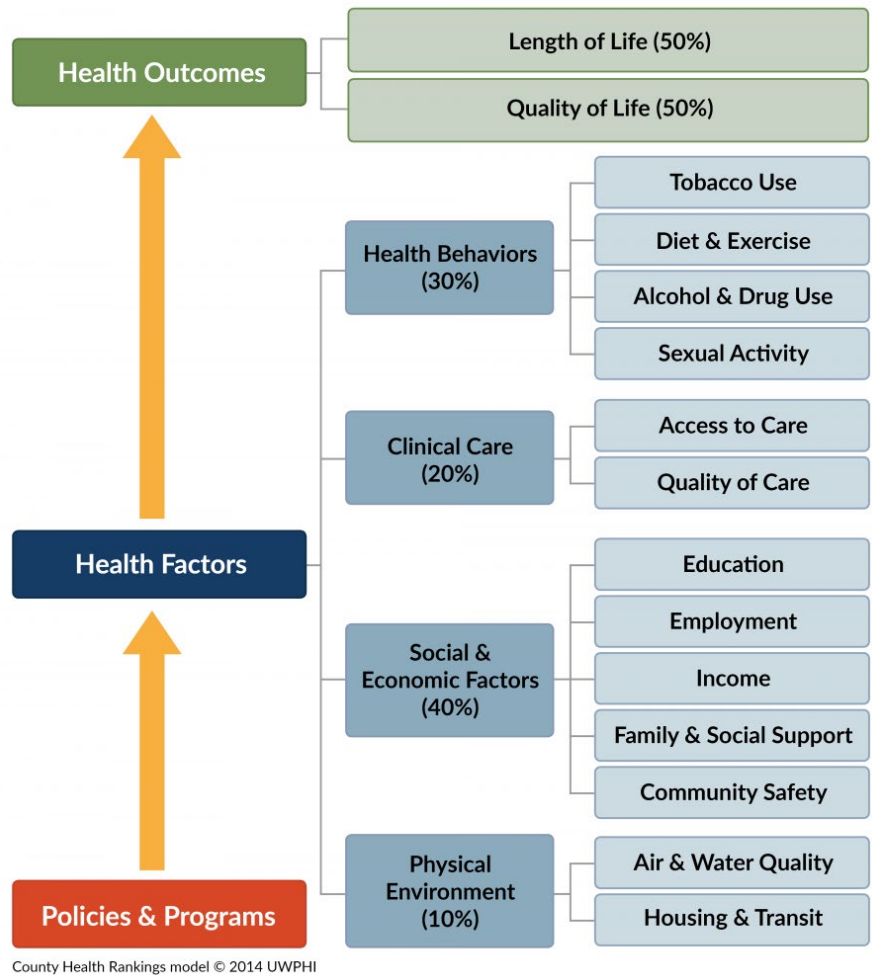 Health Outcomes
Length of Life (50%)
Quality of Life (50%)
Health Factors
Health Behaviors
(30%)
Tobacco Use
Diet & Exercise
Alcohol & Drug Use
Sexual Activity
Clinical Care
(20%)
Access to Care
Quality of Care
Social &
Economic Factors
(40%)
Education
Employment
Income
Family & Social Support
Community Safety
Physical
Environment
(10%)
Air & Water Quality
Housing & Transit
Policies & Programs
County Health Rankings model © 2014 UWPHI